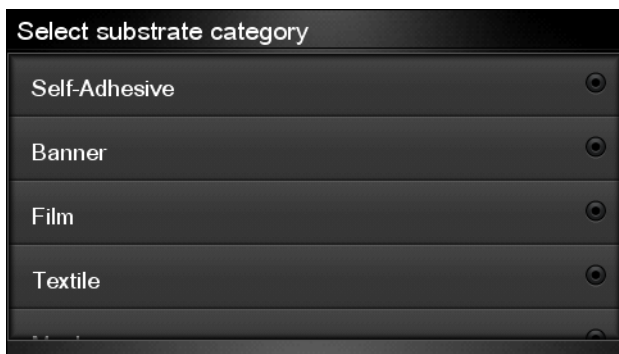 Select substrate category
Self-Adhesive
Banner
Film
Textile